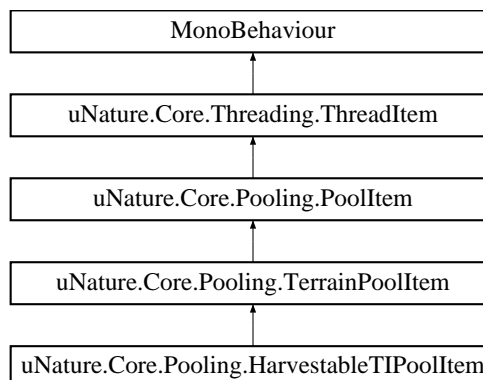 MonoBehaviour
uNature.Core.Threading.ThreadItem
uNature.Core.Pooling.PoolItem
uNature.Core.Pooling.TerrainPoolItem
uNature.Core.Pooling.HarvestableTIPoolItem